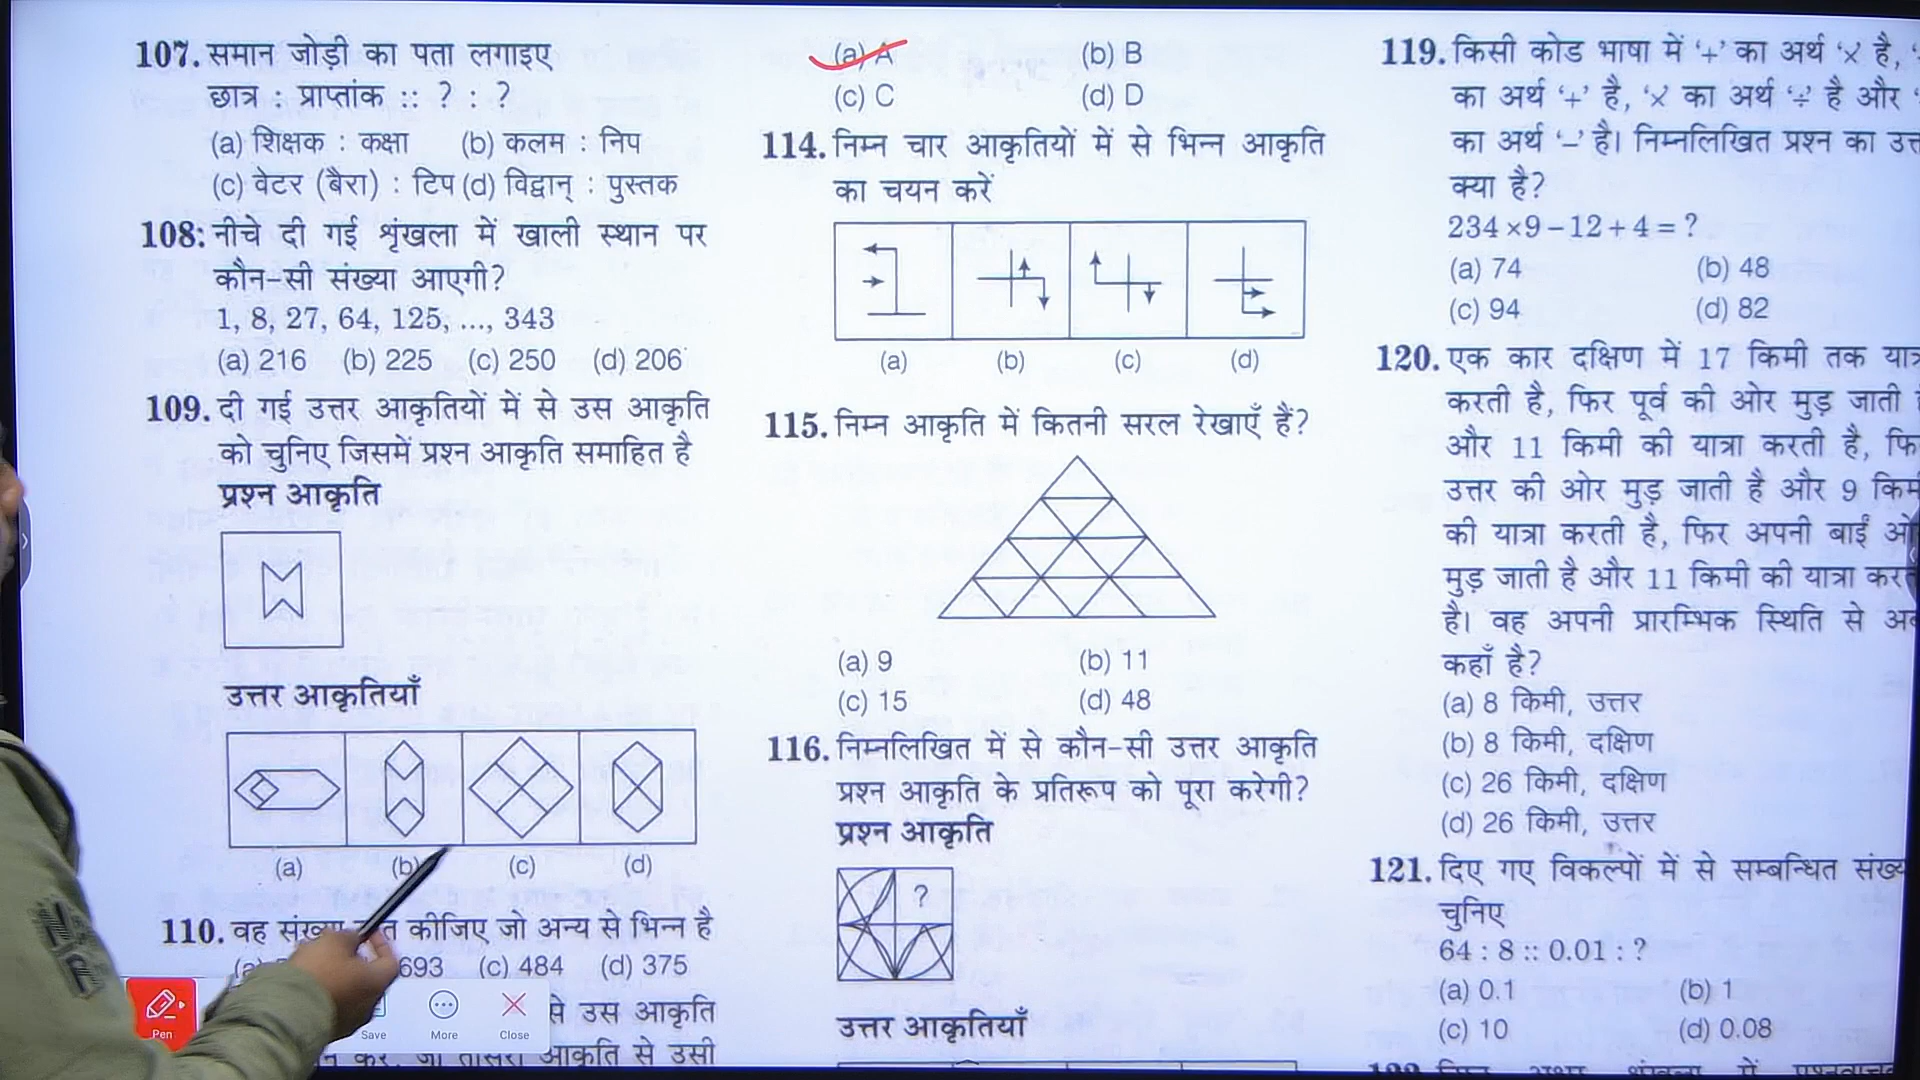 107. समान जोड़ी का पता लगाइए
छात्र : प्राप्तांक :: ? : ?
(a) शिक्षक : कक्षा (b) कलम : निप
(c) वेटर (बैरा) : टिप (d) विद्वान् : पुस्तक
108. नीचे दी गई शृंखला में खाली स्थान पर
कौन-सी संख्या आएगी?
1, 8, 27, 64, 125, ..., 343
(a) 216 (b) 225 (c) 250 (d) 206
109. दी गई उत्तर आकृतियों में से उस आकृति
को चुनिए जिसमें प्रश्न आकृति समाहित है
प्रश्न आकृति
उत्तर आकृतियाँ
(a) (b) (c) (d)
110. वह संख्या कीजिए जो अन्य से भिन्न है
693 (c) 484 (d) 375
से उस आकृति
आकृति से उसी
Pen
Save
More
Close
(a) A (b) B
(c) C (d) D
114. निम्न चार आकृतियों में से भिन्न आकृति
का चयन करें
(a) (b) (c) (d)
115. निम्न आकृति में कितनी सरल रेखाएँ हैं?
(a) 9 (b) 11
(c) 15 (d) 48
116. निम्नलिखित में से कौन-सी उत्तर आकृति
प्रश्न आकृति के प्रतिरूप को पूरा करेगी?
प्रश्न आकृति
?
उत्तर आकृतियाँ
119. किसी कोड भाषा में '+' का अर्थ '×' है,
का अर्थ '+' है, '×' का अर्थ '÷' है और
का अर्थ '–' है। निम्नलिखित प्रश्न का
क्या है?
234 × 9 – 12 + 4 = ?
(a) 74 (b) 48
(c) 94 (d) 82
120. एक कार दक्षिण में 17 किमी तक
करती है, फिर पूर्व की ओर मुड़ जाती
और 11 किमी की यात्रा करती है,
उत्तर की ओर मुड़ जाती है और 9
की यात्रा करती है, फिर अपनी बाईं
मुड़ जाती है और 11 किमी की यात्रा
है। वह अपनी प्रारम्भिक स्थिति से
कहाँ है?
(a) 8 किमी, उत्तर
(b) 8 किमी, दक्षिण
(c) 26 किमी, दक्षिण
(d) 26 किमी, उत्तर
121. दिए गए विकल्पों में से सम्बन्धित
चुनिए
64 : 8 :: 0.01 : ?
(a) 0.1 (b) 1
(c) 10 (d) 0.08